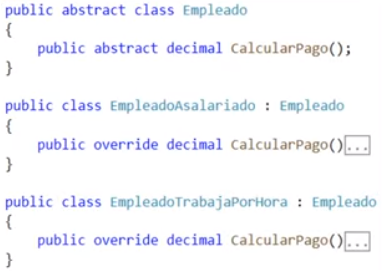 public abstract class Empleado
{
public abstract decimal CalcularPago();
}
public class EmpleadoAsalariado : Empleado
{
public override decimal CalcularPago()...
}
public class EmpleadoTrabajaPorHora : Empleado
{
public override decimal CalcularPago()...
}